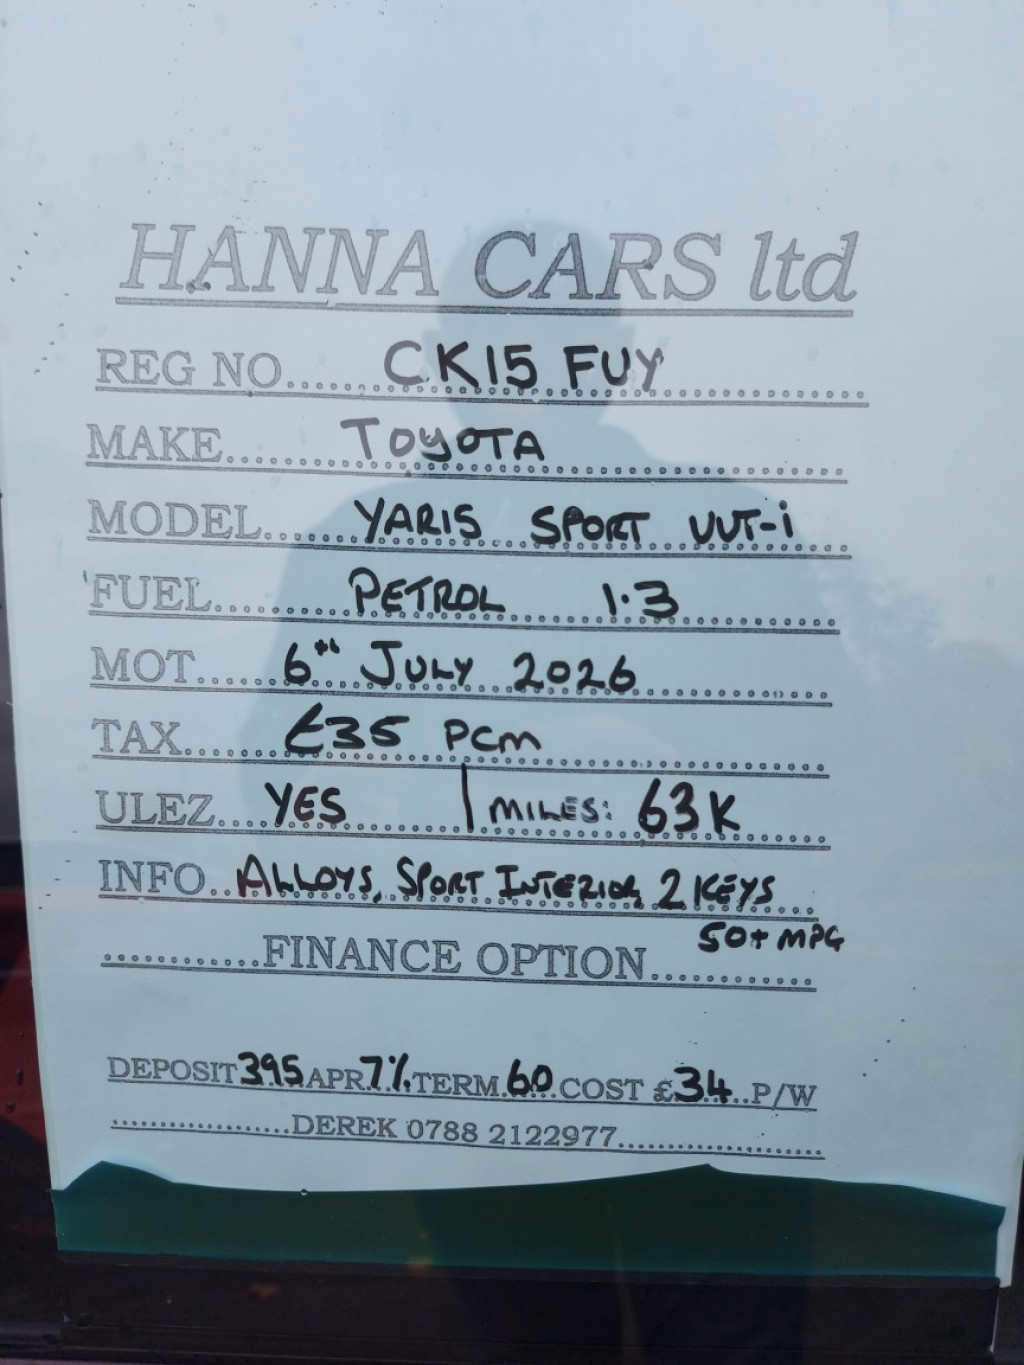 HANNA CARS ltd
REG NO......CK15 FUY......
MAKE......TOYOTA......
MODEL......YARIS SPORT VVT-i......
FUEL......PETROL 1.3......
MOT......6th JULY 2026......
TAX......£35 PCM......
ULEZ....YES......| MILES: 63K
INFO..ALLOYS, SPORT INTERIOR, 2 KEYS
50+ MPG
............FINANCE OPTION............
DEPOSIT 395 APR 7% TERM 60 COST £34 P/W
................DEREK 0788 2122977................